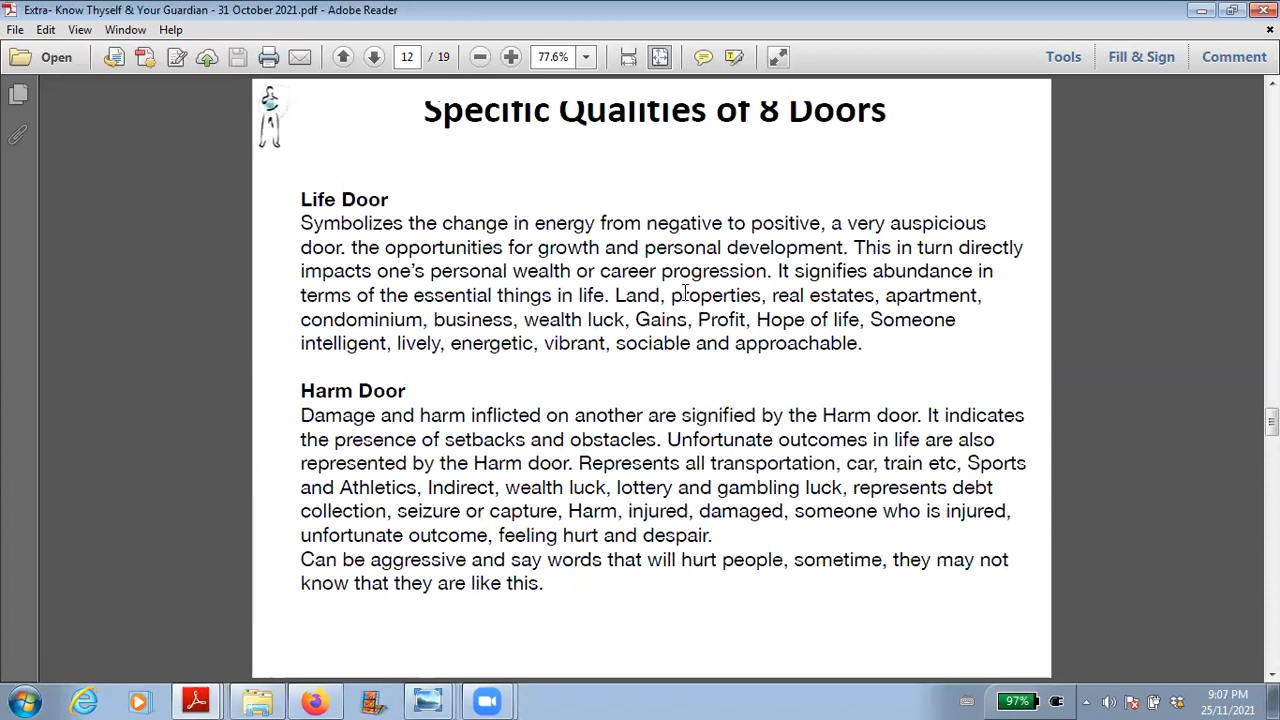 Extra- Know Thyself & Your Guardian - 31 October 2021.pdf - Adobe Reader
File Edit View Window Help
Open 12 / 19 77.6% Tools Fill & Sign Comment
Specific Qualities of 8 Doors
Life Door
Symbolizes the change in energy from negative to positive, a very auspicious
door. the opportunities for growth and personal development. This in turn directly
impacts one's personal wealth or career progression. It signifies abundance in
terms of the essential things in life. Land, properties, real estates, apartment,
condominium, business, wealth luck, Gains, Profit, Hope of life, Someone
intelligent, lively, energetic, vibrant, sociable and approachable.
Harm Door
Damage and harm inflicted on another are signified by the Harm door. It indicates
the presence of setbacks and obstacles. Unfortunate outcomes in life are also
represented by the Harm door. Represents all transportation, car, train etc, Sports
and Athletics, Indirect, wealth luck, lottery and gambling luck, represents debt
collection, seizure or capture, Harm, injured, damaged, someone who is injured,
unfortunate outcome, feeling hurt and despair.
Can be aggressive and say words that will hurt people, sometime, they may not
know that they are like this.
97%
9:07 PM
25/11/2021